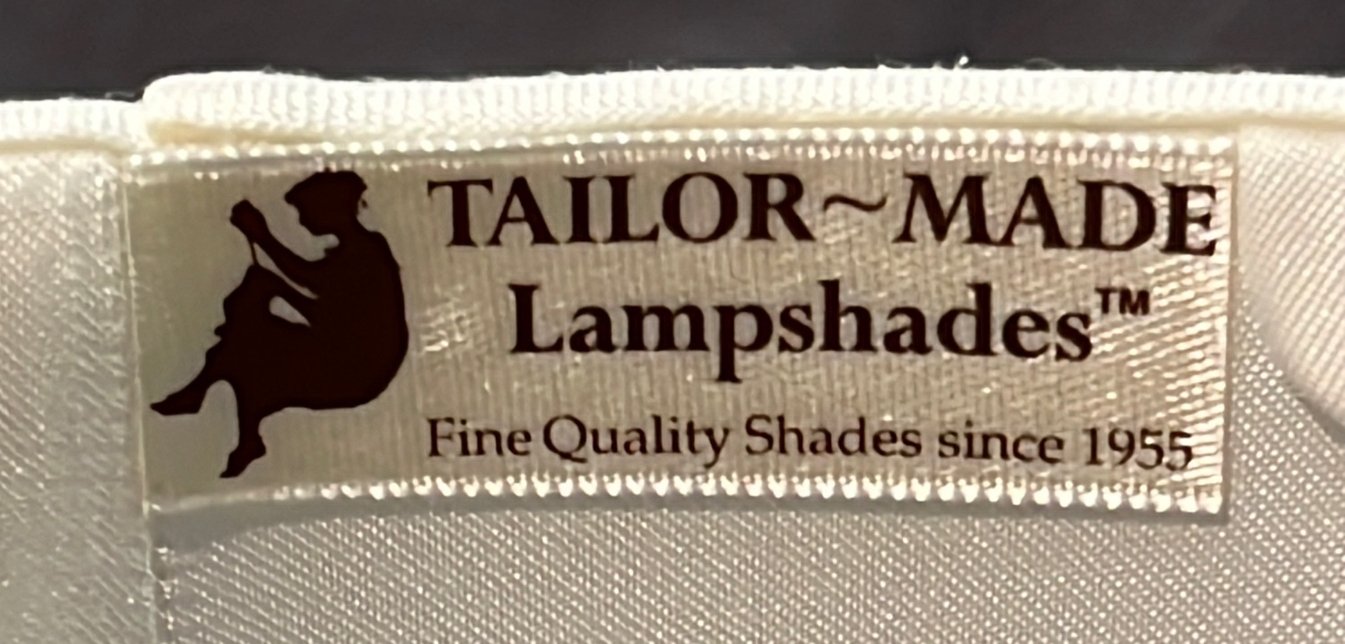 TAILOR~MADE
Lampshades™
Fine Quality Shades since 1955